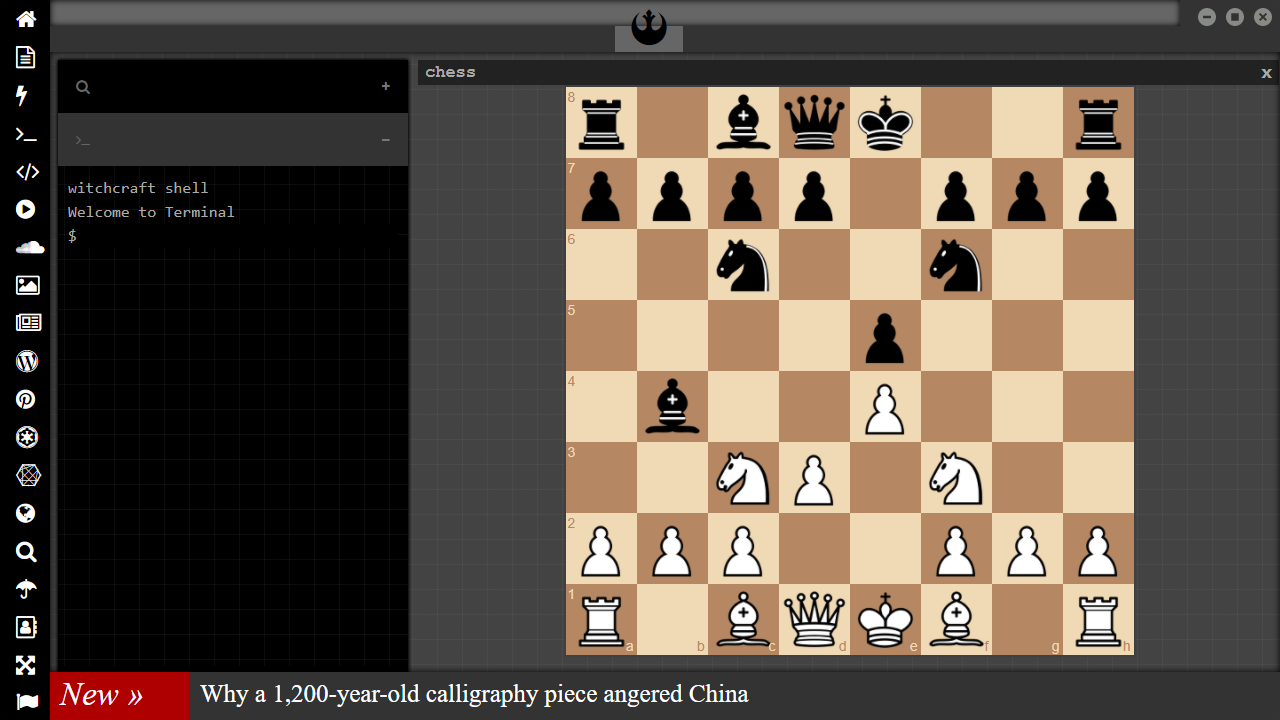 chess
x
witchcraft shell
Welcome to Terminal
$
8
7
6
5
4
3
2
1
a b c d e f g h
New » Why a 1,200-year-old calligraphy piece angered China